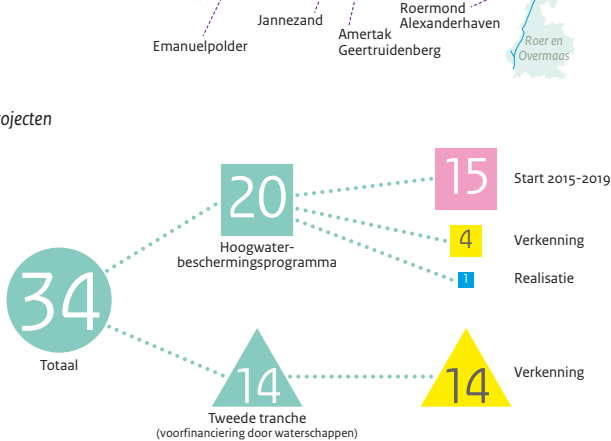 Roermond
Alexanderhaven
Jannezand
Amertak
Geertruidenberg
Emanuelpolder
Roer en
Overmaas
ojecten
34
Totaal
20
Hoogwater-
beschermingsprogramma
15
Start 2015-2019
4
Verkenning
1
Realisatie
14
Tweede tranche
(voorfinanciering door waterschappen)
14
Verkenning